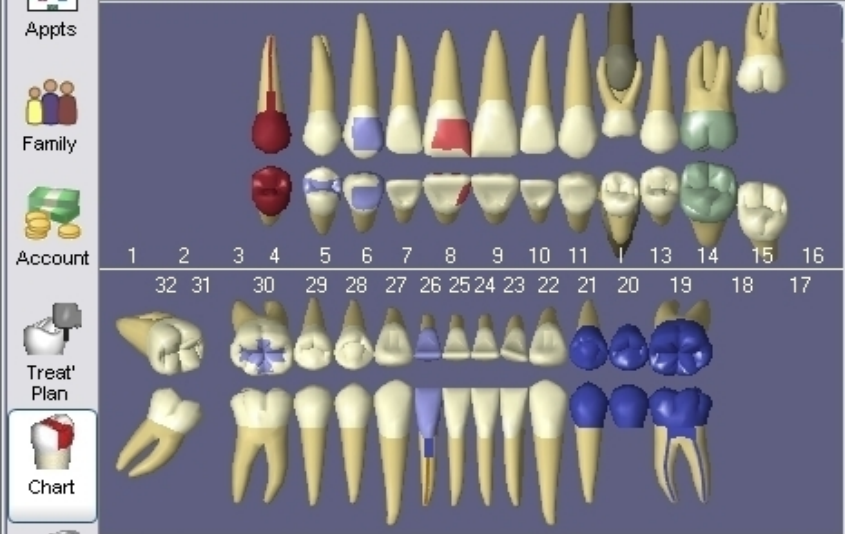 Appts
Family
Account
Treat'
Plan
Chart
1 2 3 4 5 6 7 8 9 10 11 I 13 14 15 16
32 31 30 29 28 27 26 25 24 23 22 21 20 19 18 17